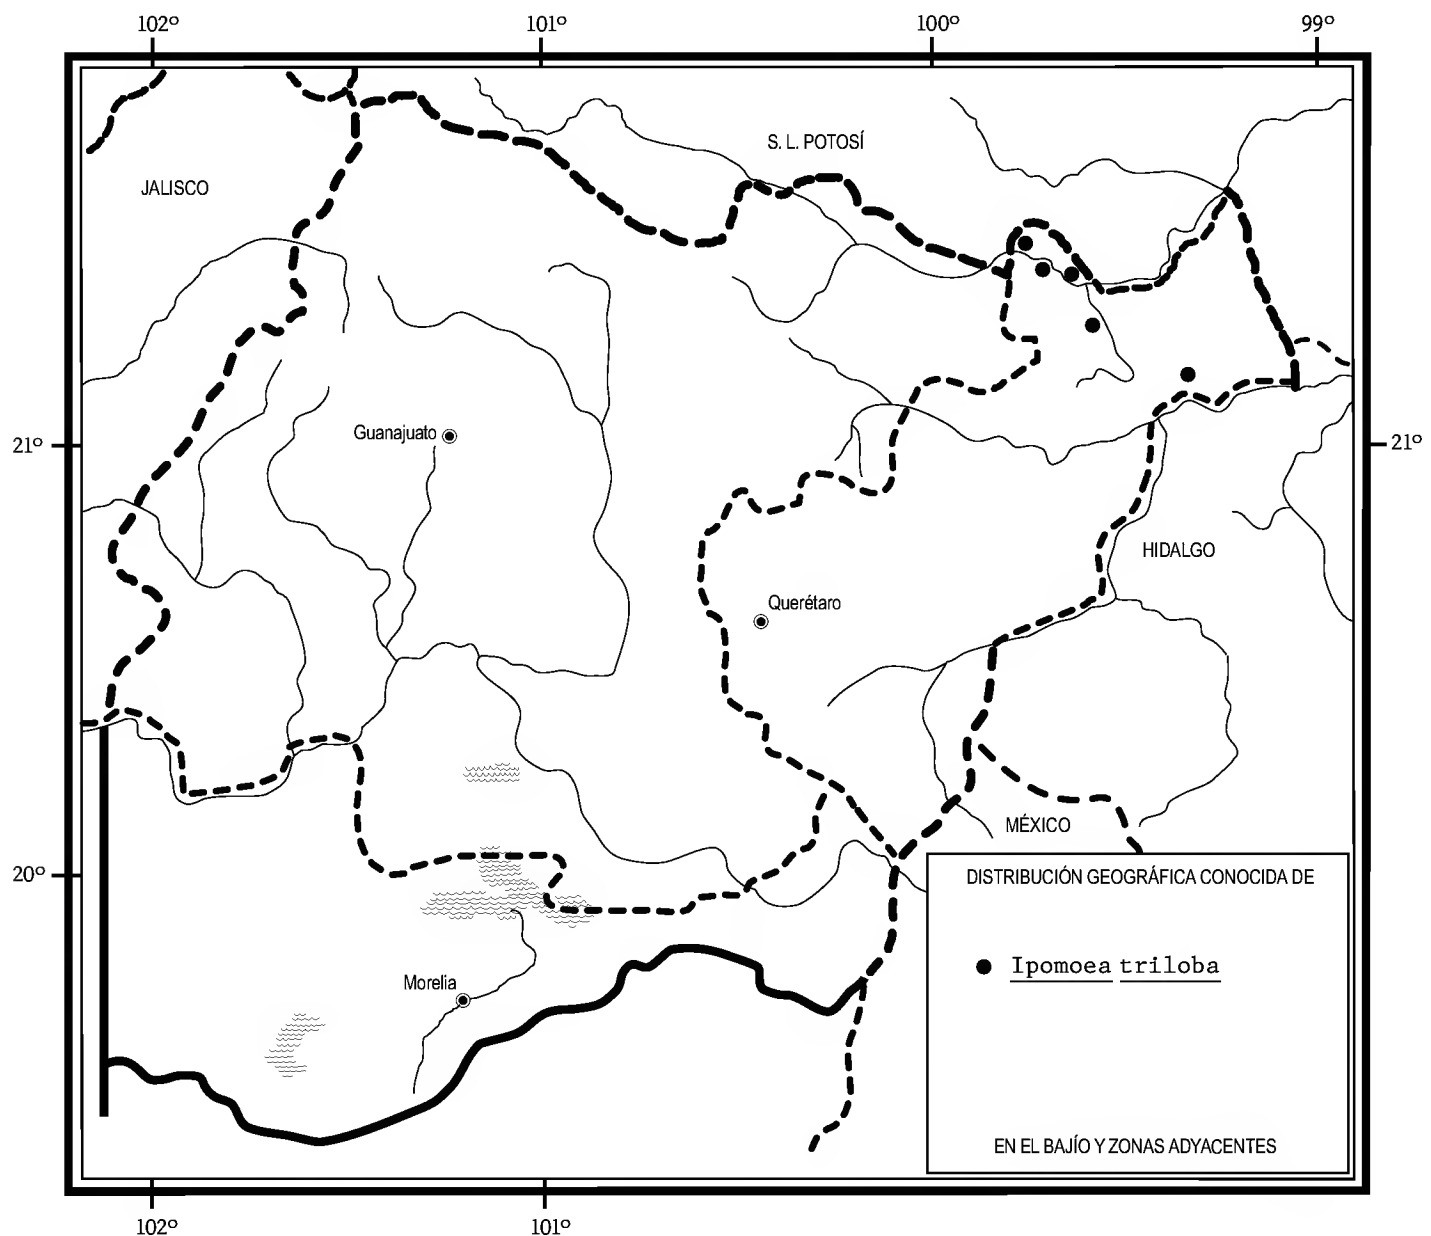 102º 101º 100º 99º
S. L. POTOSÍ
JALISCO
Guanajuato
21º 21º
HIDALGO
Querétaro
MÉXICO
20º
DISTRIBUCIÓN GEOGRÁFICA CONOCIDA DE
Ipomoea triloba
Morelia
EN EL BAJÍO Y ZONAS ADYACENTES
102º 101º